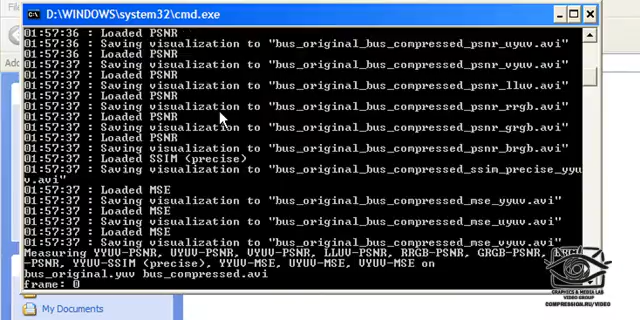 D:\WINDOWS\system32\cmd.exe
01:57:36 : Loaded PSNR
01:57:36 : Saving visualization to "bus_original_bus_compressed_psnr_uyuv.avi"
01:57:36 : Loaded PSNR
01:57:36 : Saving visualization to "bus_original_bus_compressed_psnr_vyuv.avi"
01:57:37 : Loaded PSNR
01:57:37 : Saving visualization to "bus_original_bus_compressed_psnr_lluv.avi"
01:57:37 : Loaded PSNR
01:57:37 : Saving visualization to "bus_original_bus_compressed_psnr_rrgb.avi"
01:57:37 : Loaded PSNR
01:57:37 : Saving visualization to "bus_original_bus_compressed_psnr_grgb.avi"
01:57:37 : Loaded PSNR
01:57:37 : Saving visualization to "bus_original_bus_compressed_psnr_brgb.avi"
01:57:37 : Loaded SSIM (precise)
01:57:37 : Saving visualization to "bus_original_bus_compressed_ssim_precise_yyu
v.avi"
01:57:37 : Loaded MSE
01:57:37 : Saving visualization to "bus_original_bus_compressed_mse_yyuv.avi"
01:57:37 : Loaded MSE
01:57:37 : Saving visualization to "bus_original_bus_compressed_mse_uyuv.avi"
01:57:37 : Loaded MSE
01:57:37 : Saving visualization to "bus_original_bus_compressed_mse_vyuv.avi"
Measuring YYUV-PSNR, UYUV-PSNR, VYUV-PSNR, LLUV-PSNR, RRGB-PSNR, GRGB-PSNR,
-PSNR, YYUV-SSIM (precise), YYUV-MSE, UYUV-MSE, VYUV-MSE on
bus_original.yuv bus_compressed.avi
frame: 0
My Documents
GRAPHICS & MEDIA LAB
VIDEO GROUP
COMPRESSION.RU/VIDEO